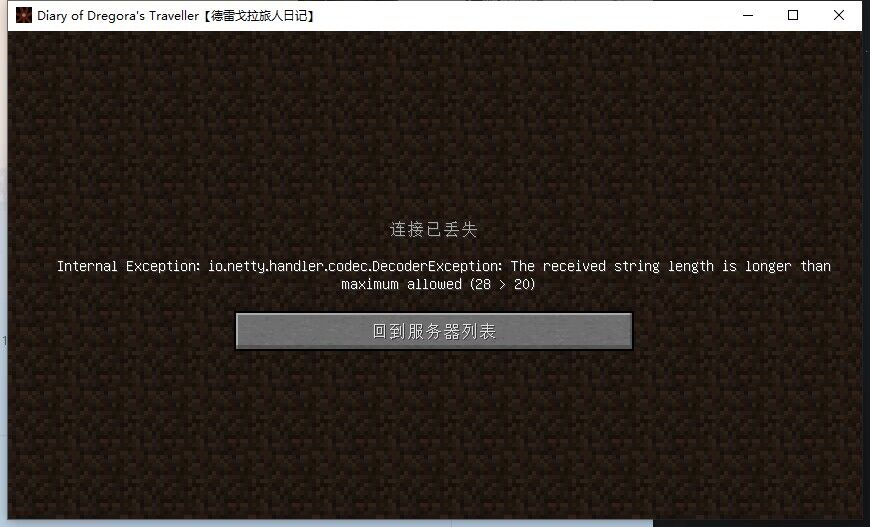 Diary of Dregora's Traveller【德雷戈拉旅人日记】
连接已丢失
Internal Exception: io.netty.handler.codec.DecoderException: The received string length is longer than
maximum allowed (28 > 20)
回到服务器列表